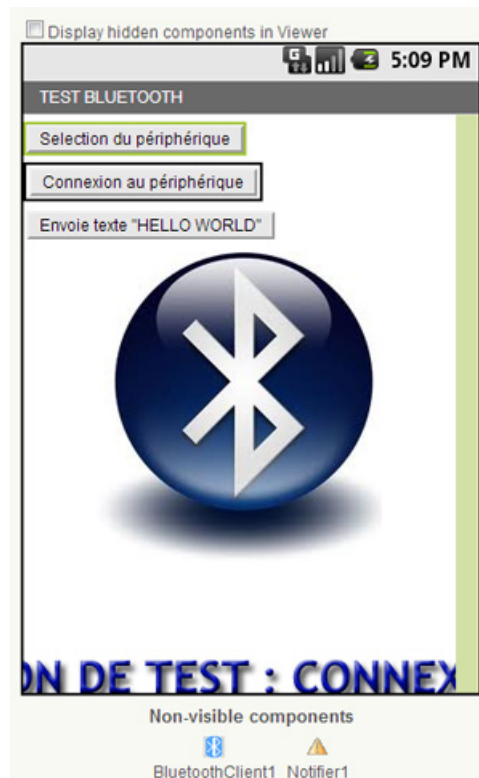 Display hidden components in Viewer
G 5:09 PM
TEST BLUETOOTH
Selection du périphérique
Connexion au périphérique
Envoie texte "HELLO WORLD"
ON DE TEST : CONNEX
Non-visible components
BluetoothClient1 Notifier1